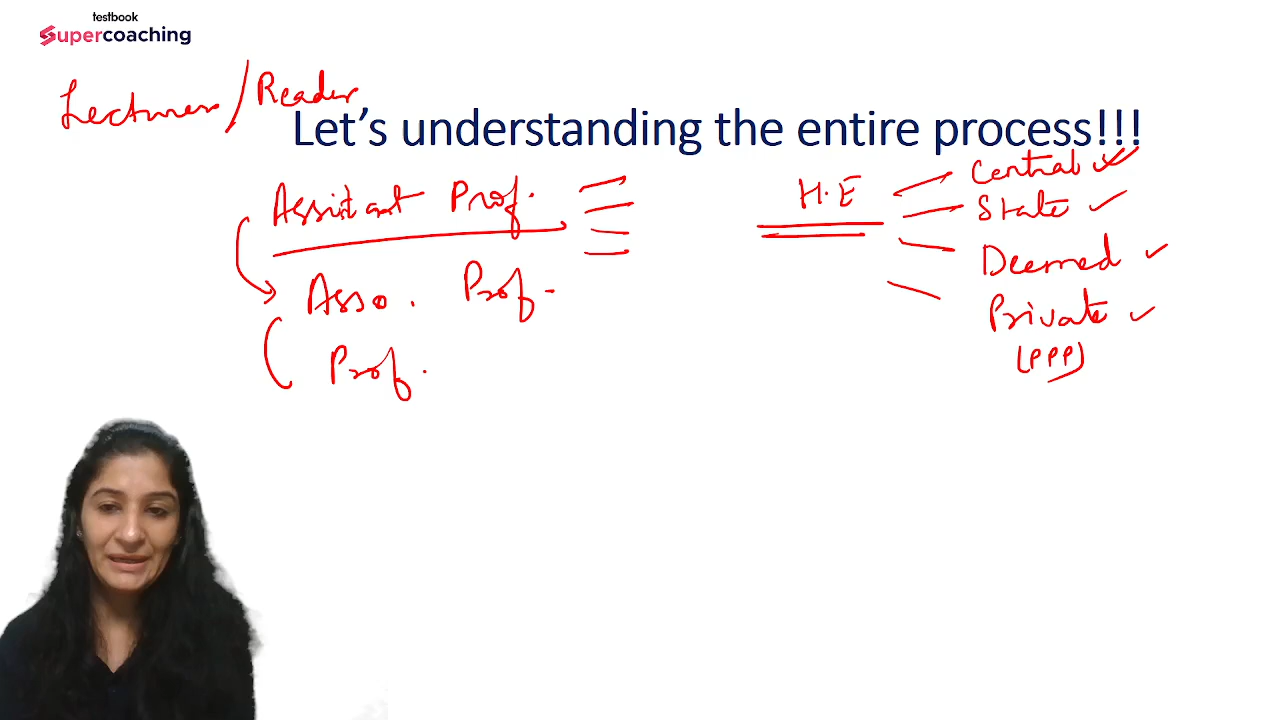 testbook
Supercoaching
Lecturer/Reader
Let's understanding the entire process!!!
Assistant Prof.
Asso. Prof.
Prof.
H.E
Central
State
Deemed
Private
(PPP)